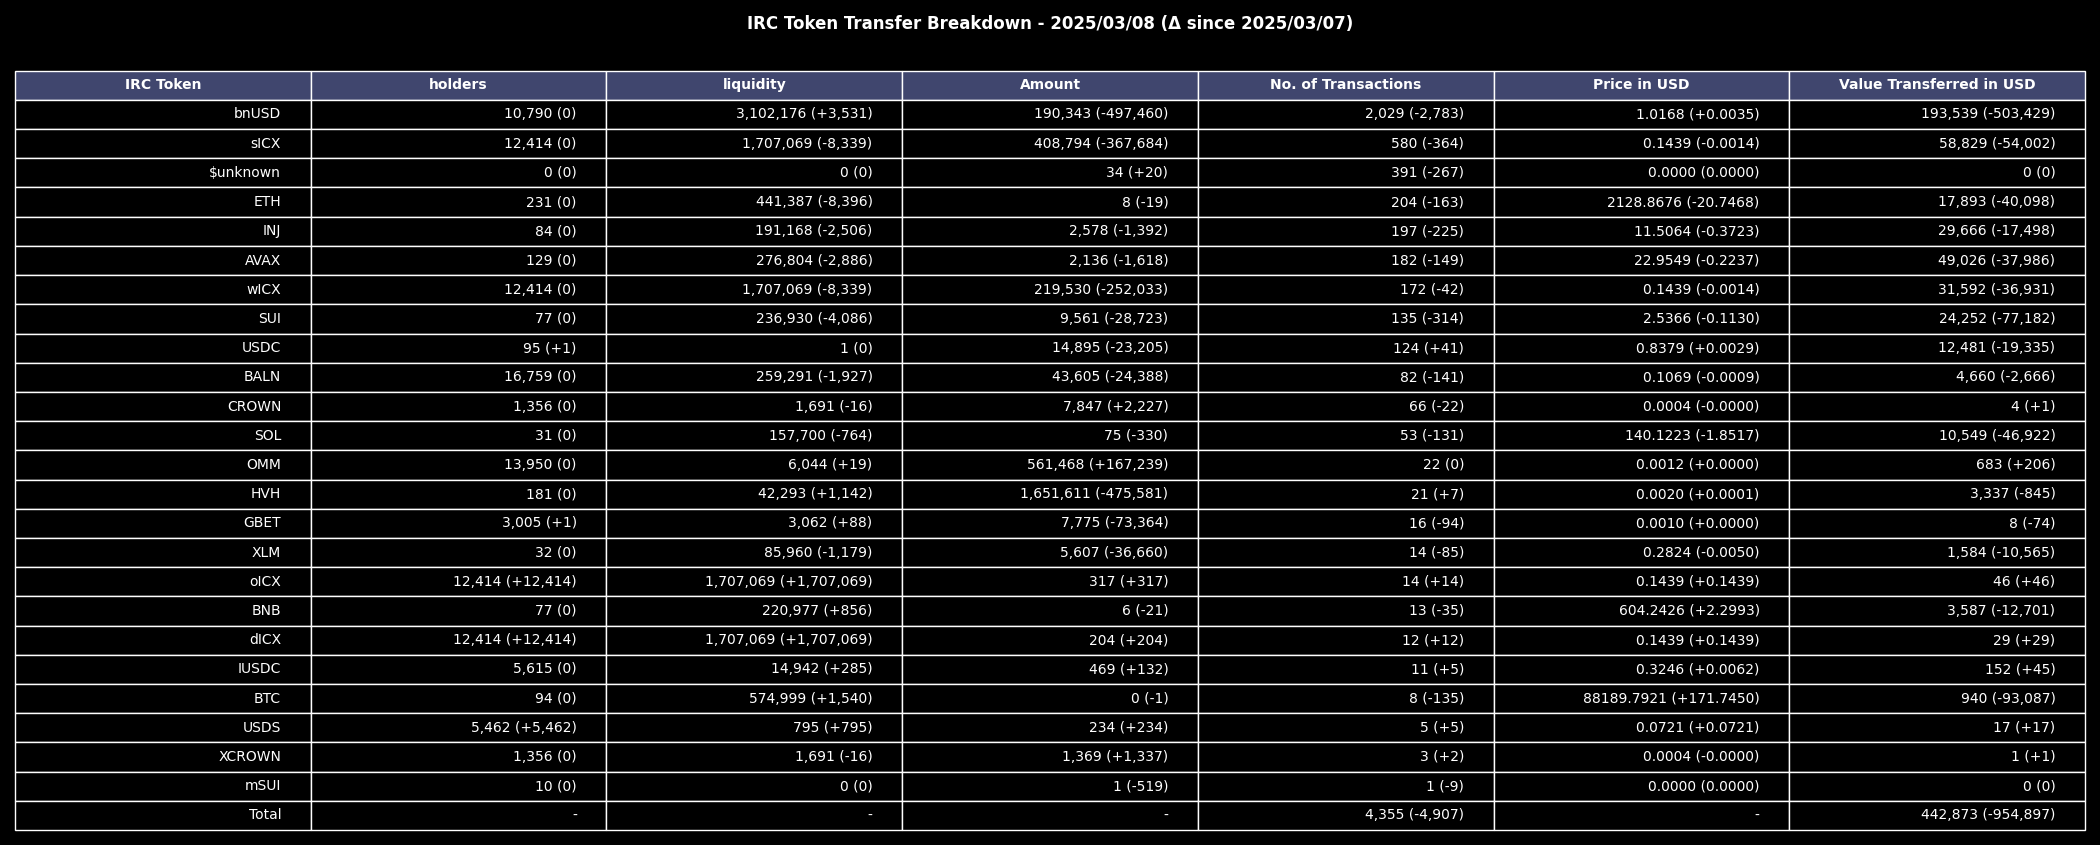 IRC Token Transfer Breakdown - 2025/03/08 (Δ since 2025/03/07)
IRC Token holders liquidity Amount No. of Transactions Price in USD Value Transferred in USD
bnUSD 10,790 (0) 3,102,176 (+3,531) 190,343 (-497,460) 2,029 (-2,783) 1.0168 (+0.0035) 193,539 (-503,429)
sICX 12,414 (0) 1,707,069 (-8,339) 408,794 (-367,684) 580 (-364) 0.1439 (-0.0014) 58,829 (-54,002)
$unknown 0 (0) 0 (0) 34 (+20) 391 (-267) 0.0000 (0.0000) 0 (0)
ETH 231 (0) 441,387 (-8,396) 8 (-19) 204 (-163) 2128.8676 (-20.7468) 17,893 (-40,098)
INJ 84 (0) 191,168 (-2,506) 2,578 (-1,392) 197 (-225) 11.5064 (-0.3723) 29,666 (-17,498)
AVAX 129 (0) 276,804 (-2,886) 2,136 (-1,618) 182 (-149) 22.9549 (-0.2237) 49,026 (-37,986)
wICX 12,414 (0) 1,707,069 (-8,339) 219,530 (-252,033) 172 (-42) 0.1439 (-0.0014) 31,592 (-36,931)
SUI 77 (0) 236,930 (-4,086) 9,561 (-28,723) 135 (-314) 2.5366 (-0.1130) 24,252 (-77,182)
USDC 95 (+1) 1 (0) 14,895 (-23,205) 124 (+41) 0.8379 (+0.0029) 12,481 (-19,335)
BALN 16,759 (0) 259,291 (-1,927) 43,605 (-24,388) 82 (-141) 0.1069 (-0.0009) 4,660 (-2,666)
CROWN 1,356 (0) 1,691 (-16) 7,847 (+2,227) 66 (-22) 0.0004 (-0.0000) 4 (+1)
SOL 31 (0) 157,700 (-764) 75 (-330) 53 (-131) 140.1223 (-1.8517) 10,549 (-46,922)
OMM 13,950 (0) 6,044 (+19) 561,468 (+167,239) 22 (0) 0.0012 (+0.0000) 683 (+206)
HVH 181 (0) 42,293 (+1,142) 1,651,611 (-475,581) 21 (+7) 0.0020 (+0.0001) 3,337 (-845)
GBET 3,005 (+1) 3,062 (+88) 7,775 (-73,364) 16 (-94) 0.0010 (+0.0000) 8 (-74)
XLM 32 (0) 85,960 (-1,179) 5,607 (-36,660) 14 (-85) 0.2824 (-0.0050) 1,584 (-10,565)
oICX 12,414 (+12,414) 1,707,069 (+1,707,069) 317 (+317) 14 (+14) 0.1439 (+0.1439) 46 (+46)
BNB 77 (0) 220,977 (+856) 6 (-21) 13 (-35) 604.2426 (+2.2993) 3,587 (-12,701)
dICX 12,414 (+12,414) 1,707,069 (+1,707,069) 204 (+204) 12 (+12) 0.1439 (+0.1439) 29 (+29)
IUSDC 5,615 (0) 14,942 (+285) 469 (+132) 11 (+5) 0.3246 (+0.0062) 152 (+45)
BTC 94 (0) 574,999 (+1,540) 0 (-1) 8 (-135) 88189.7921 (+171.7450) 940 (-93,087)
USDS 5,462 (+5,462) 795 (+795) 234 (+234) 5 (+5) 0.0721 (+0.0721) 17 (+17)
XCROWN 1,356 (0) 1,691 (-16) 1,369 (+1,337) 3 (+2) 0.0004 (-0.0000) 1 (+1)
mSUI 10 (0) 0 (0) 1 (-519) 1 (-9) 0.0000 (0.0000) 0 (0)
Total - - - 4,355 (-4,907) - 442,873 (-954,897)